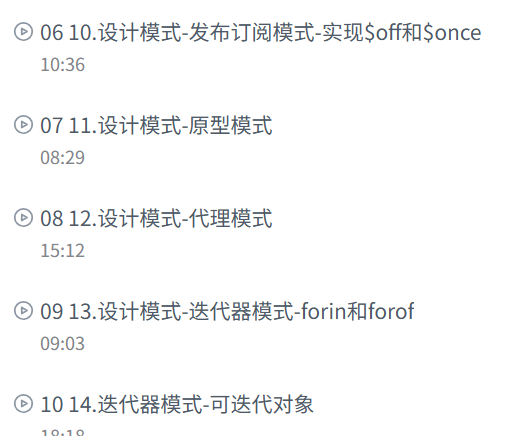 06 10.设计模式-发布订阅模式-实现$off和$once
10:36
07 11.设计模式-原型模式
08:29
08 12.设计模式-代理模式
15:12
09 13.设计模式-迭代器模式-forin和forof
09:03
10 14.迭代器模式-可迭代对象
18:18